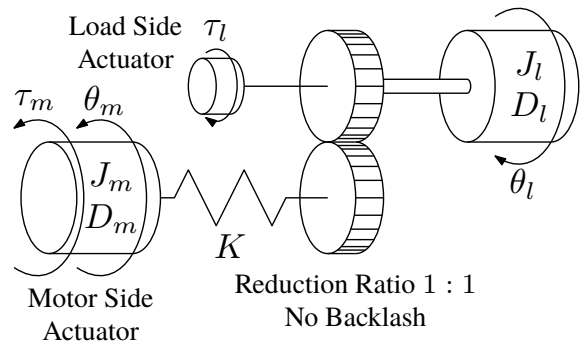 Load Side
Actuator
τ_l
τ_m
θ_m
J_m
D_m
J_l
D_l
θ_l
K
Motor Side
Actuator
Reduction Ratio 1 : 1
No Backlash